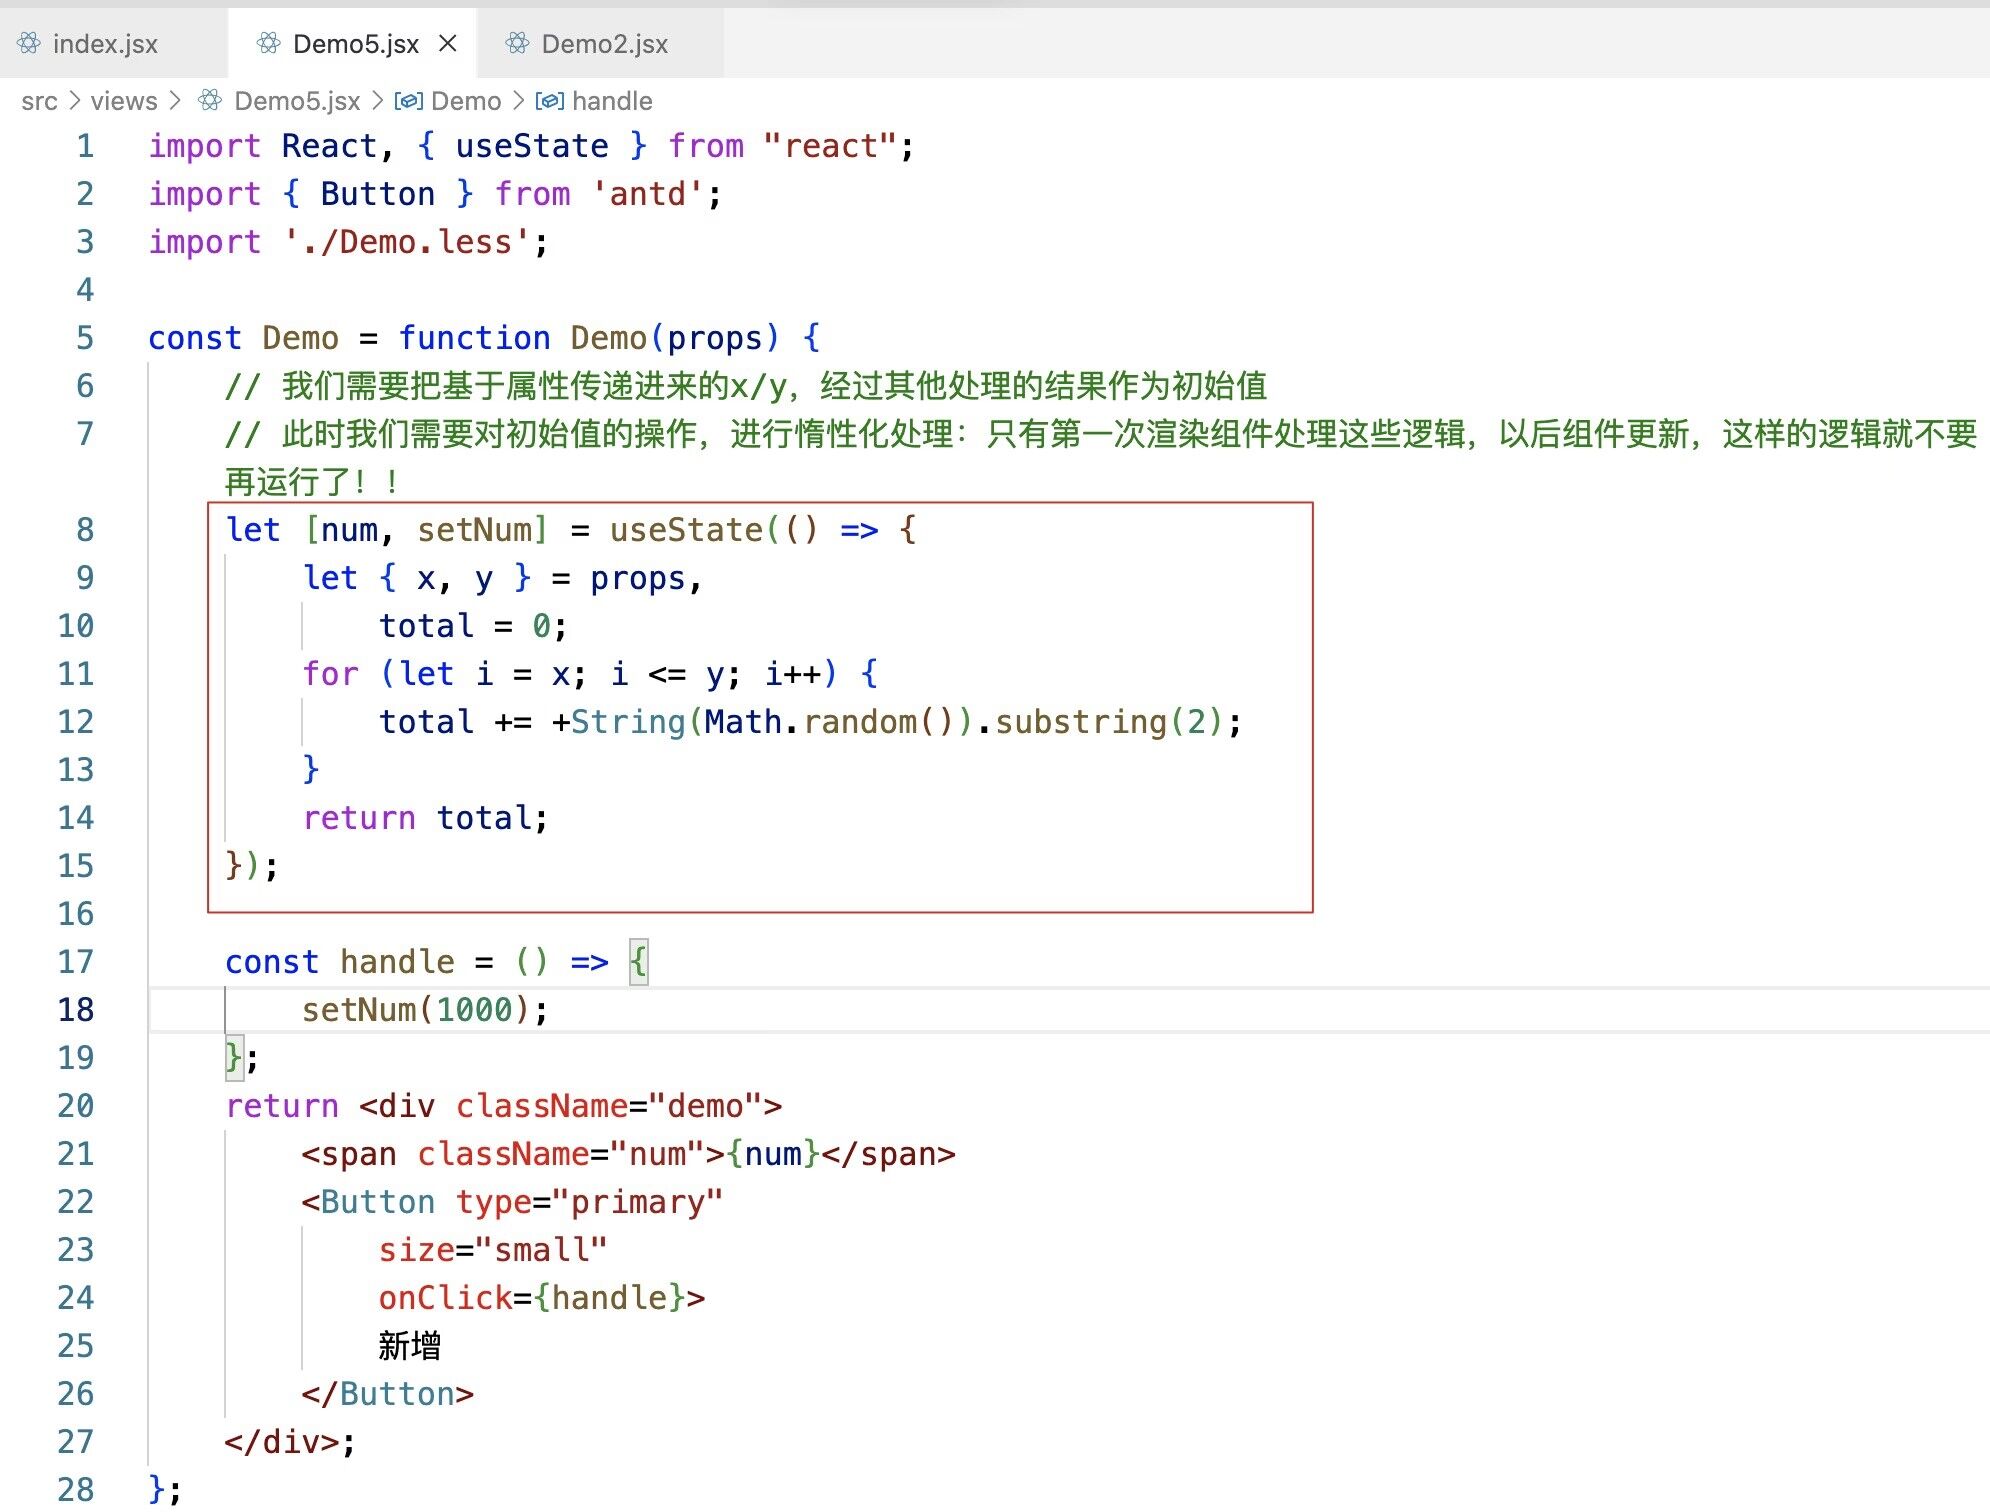 index.jsx Demo5.jsx Demo2.jsx
src > views > Demo5.jsx > Demo > handle
1 import React, { useState } from "react";
2 import { Button } from 'antd';
3 import './Demo.less';
4
5 const Demo = function Demo(props) {
6 // 我们需要把基于属性传递进来的x/y，经过其他处理的结果作为初始值
7 // 此时我们需要对初始值的操作，进行惰性化处理：只有第一次渲染组件处理这些逻辑，以后组件更新，这样的逻辑就不要
再运行了！！
8 let [num, setNum] = useState(() => {
9 let { x, y } = props,
10 total = 0;
11 for (let i = x; i <= y; i++) {
12 total += +String(Math.random()).substring(2);
13 }
14 return total;
15 });
16
17 const handle = () => {
18 setNum(1000);
19 };
20 return <div className="demo">
21 <span className="num">{num}</span>
22 <Button type="primary"
23 size="small"
24 onClick={handle}>
25 新增
26 </Button>
27 </div>;
28 };